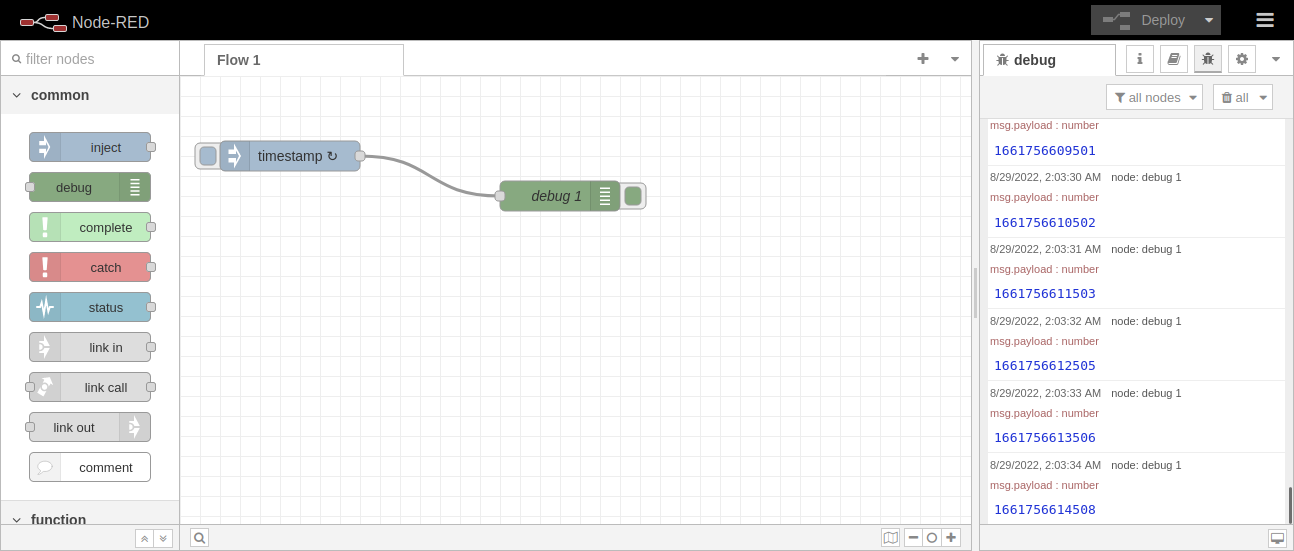 Node-RED
Deploy
filter nodes
common
inject
debug
complete
catch
status
link in
link call
link out
comment
function
Flow 1
timestamp ↻
debug 1
debug
all nodes
all
msg.payload : number
1661756609501
8/29/2022, 2:03:30 AM node: debug 1
msg.payload : number
1661756610502
8/29/2022, 2:03:31 AM node: debug 1
msg.payload : number
1661756611503
8/29/2022, 2:03:32 AM node: debug 1
msg.payload : number
1661756612505
8/29/2022, 2:03:33 AM node: debug 1
msg.payload : number
1661756613506
8/29/2022, 2:03:34 AM node: debug 1
msg.payload : number
1661756614508